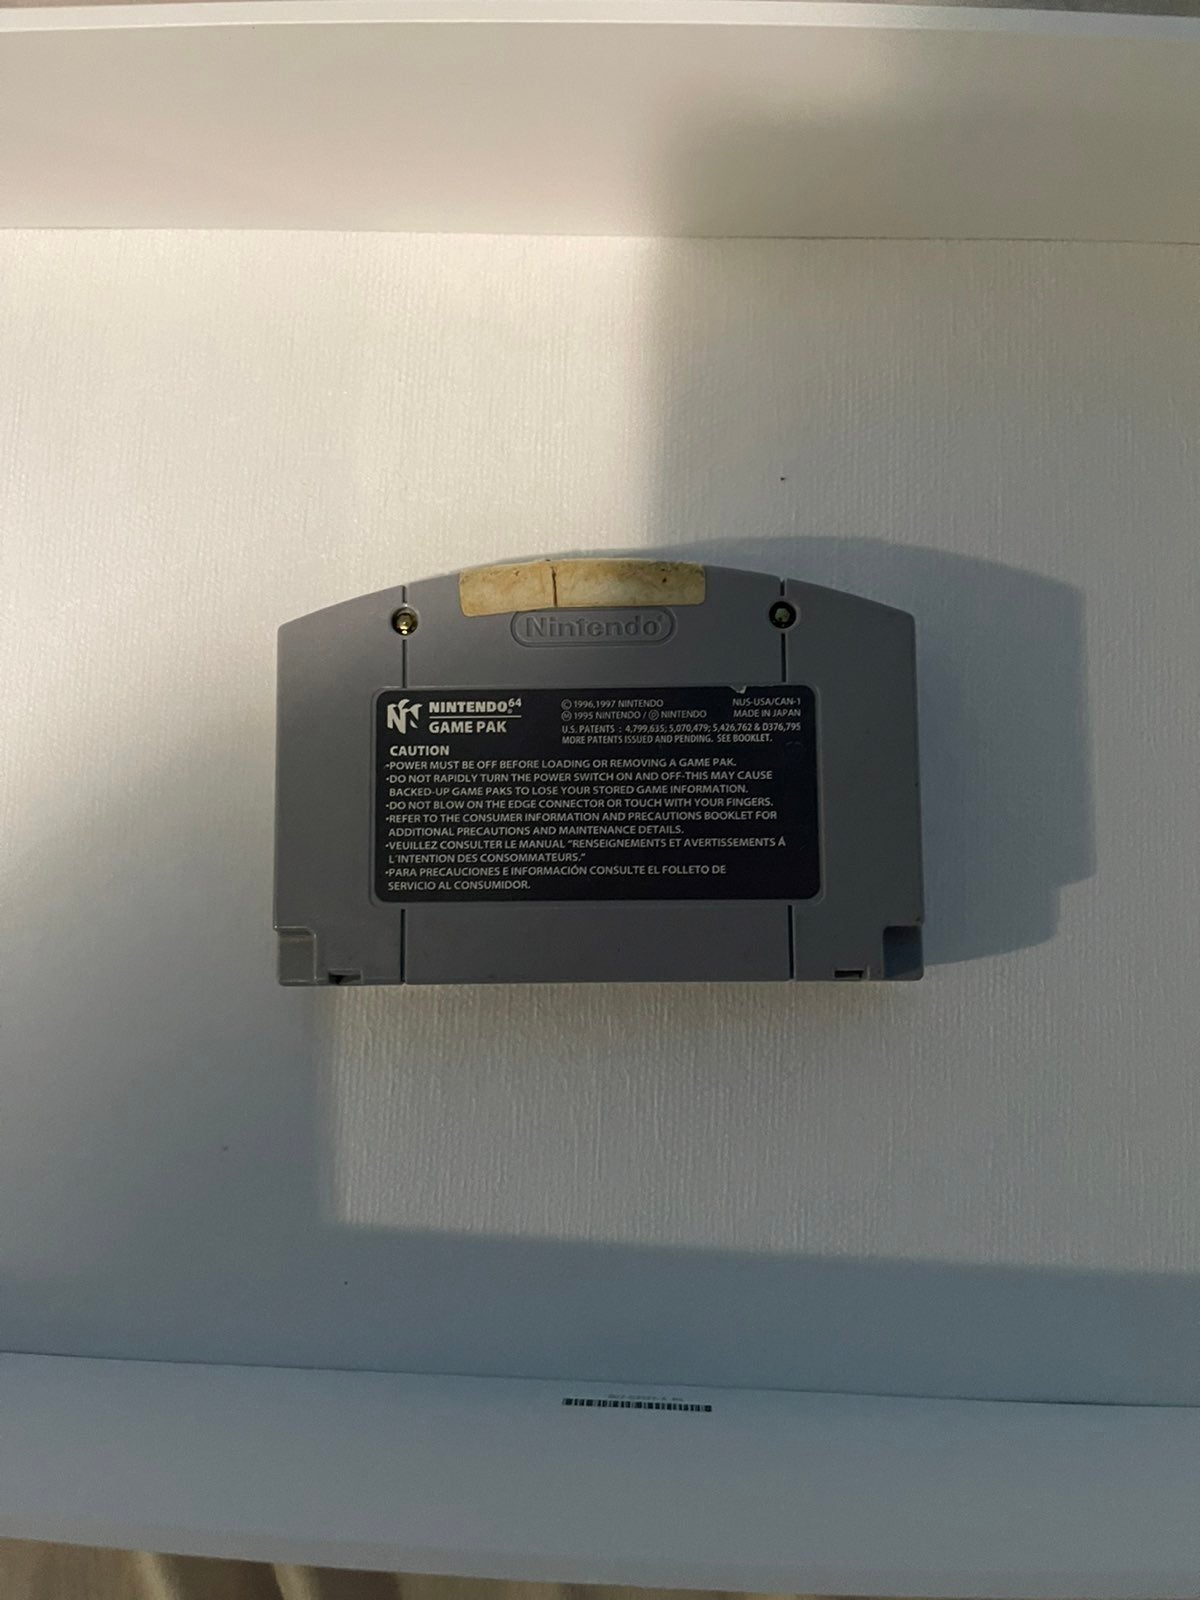 Nintendo
NINTENDO 64
GAME PAK
© 1996,1997 NINTENDO
Ⓜ 1995 NINTENDO / Ⓟ NINTENDO
NUS-USA/CAN-1
MADE IN JAPAN
U.S. PATENTS : 4,799,635; 5,070,479; 5,426,762 & D376,795
MORE PATENTS ISSUED AND PENDING. SEE BOOKLET.
CAUTION
•POWER MUST BE OFF BEFORE LOADING OR REMOVING A GAME PAK.
•DO NOT RAPIDLY TURN THE POWER SWITCH ON AND OFF-THIS MAY CAUSE
BACKED-UP GAME PAKS TO LOSE YOUR STORED GAME INFORMATION.
•DO NOT BLOW ON THE EDGE CONNECTOR OR TOUCH WITH YOUR FINGERS.
•REFER TO THE CONSUMER INFORMATION AND PRECAUTIONS BOOKLET FOR
ADDITIONAL PRECAUTIONS AND MAINTENANCE DETAILS.
•VEUILLEZ CONSULTER LE MANUAL "RENSEIGNEMENTS ET AVERTISSEMENTS Á
L'INTENTION DES CONSOMMATEURS."
•PARA PRECAUCIONES E INFORMACIÓN CONSULTE EL FOLLETO DE
SERVICIO AL CONSUMIDOR.